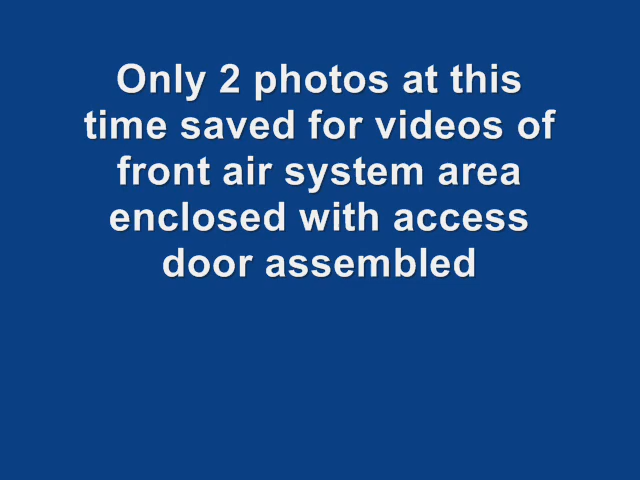 Only 2 photos at this
time saved for videos of
front air system area
enclosed with access
door assembled